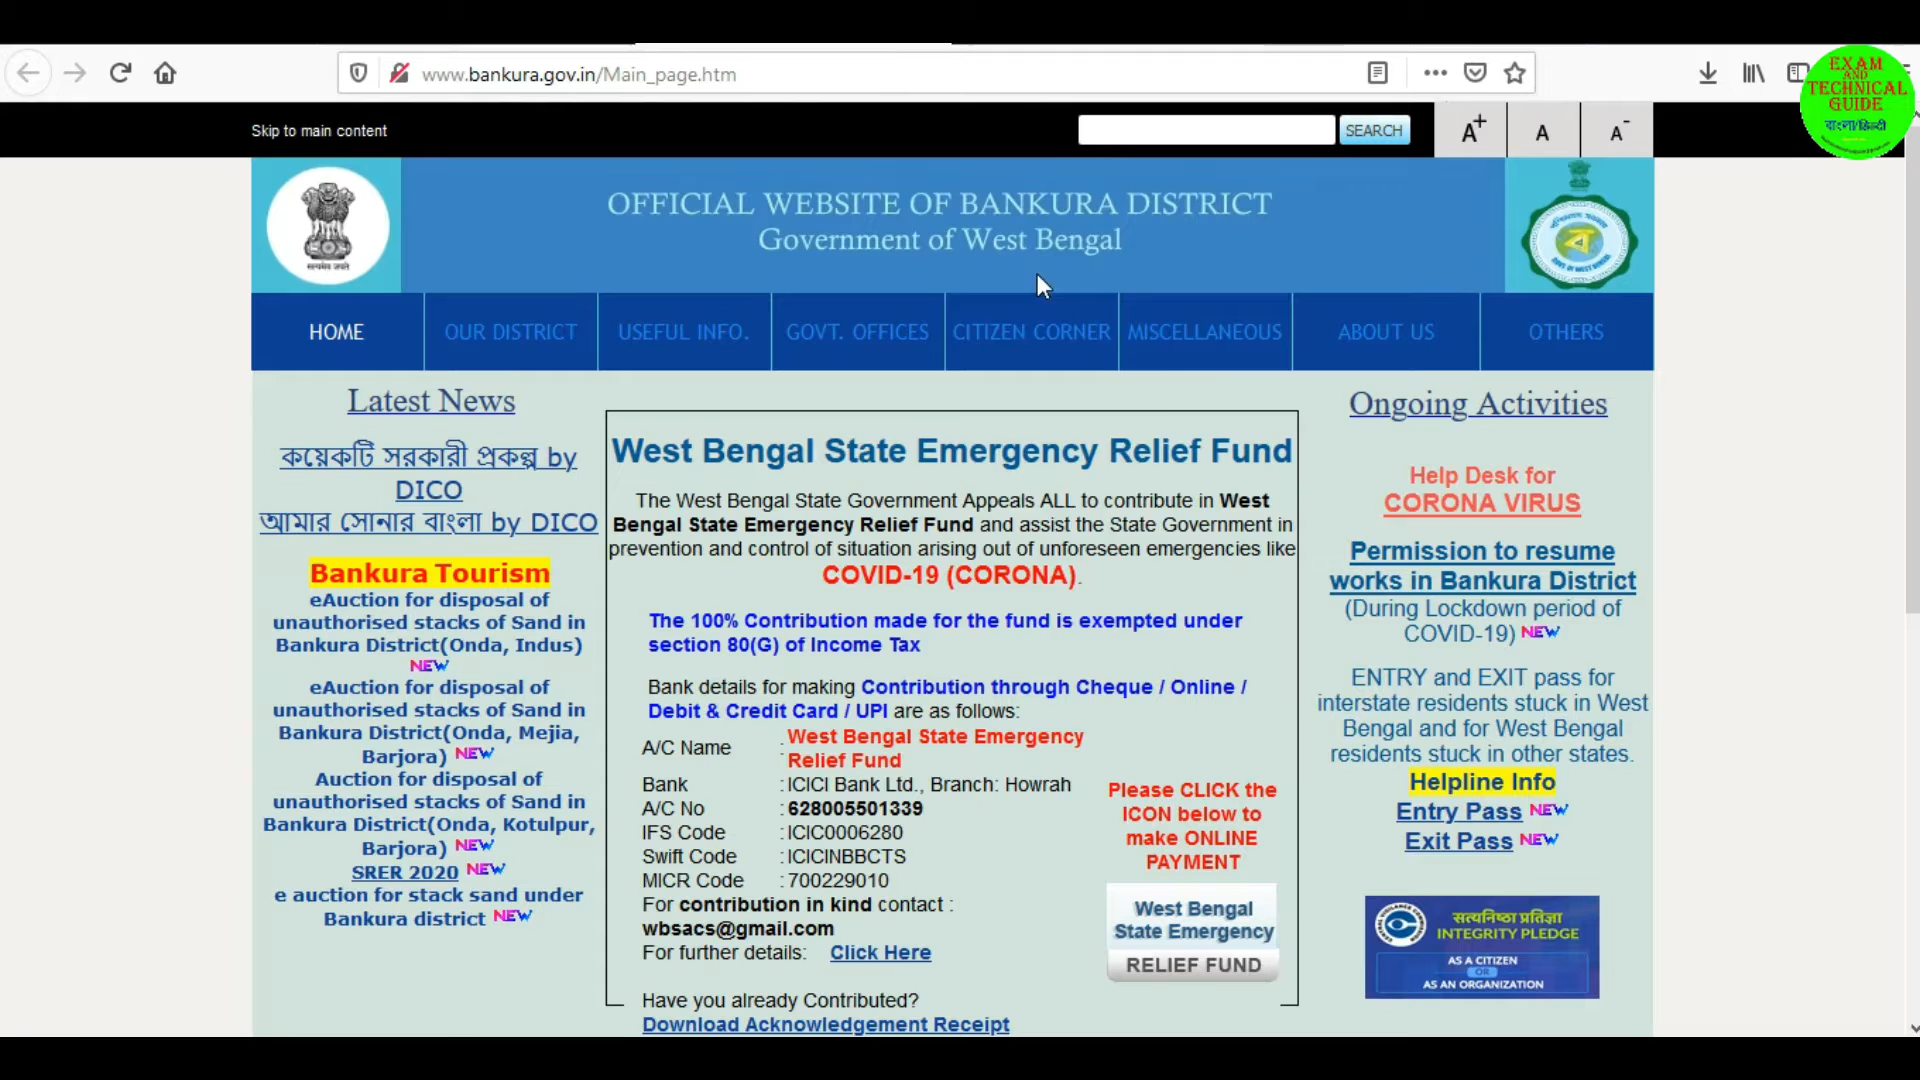 www.bankura.gov.in/Main_page.htm
EXAM
AND
TECHNICAL
GUIDE
বাংলা/हिन्दी
Skip to main content
SEARCH
A+
A
A-
सत्यमेव जयते
OFFICIAL WEBSITE OF BANKURA DISTRICT
Government of West Bengal
HOME
OUR DISTRICT
USEFUL INFO.
GOVT. OFFICES
CITIZEN CORNER
MISCELLANEOUS
ABOUT US
OTHERS
Latest News
কয়েকটি সরকারী প্রকল্প by
DICO
আমার সোনার বাংলা by DICO
Bankura Tourism
eAuction for disposal of
unauthorised stacks of Sand in
Bankura District(Onda, Indus)
NEW
eAuction for disposal of
unauthorised stacks of Sand in
Bankura District(Onda, Mejia,
Barjora) NEW
Auction for disposal of
unauthorised stacks of Sand in
Bankura District(Onda, Kotulpur,
Barjora) NEW
SRER 2020 NEW
e auction for stack sand under
Bankura district NEW
West Bengal State Emergency Relief Fund
The West Bengal State Government Appeals ALL to contribute in West
Bengal State Emergency Relief Fund and assist the State Government in
prevention and control of situation arising out of unforeseen emergencies like
COVID-19 (CORONA).
The 100% Contribution made for the fund is exempted under
section 80(G) of Income Tax
Bank details for making Contribution through Cheque / Online /
Debit & Credit Card / UPI are as follows:
A/C Name : West Bengal State Emergency
Relief Fund
Bank : ICICI Bank Ltd., Branch: Howrah
A/C No : 628005501339
IFS Code : ICIC0006280
Swift Code : ICICINBBCTS
MICR Code : 700229010
For contribution in kind contact :
wbsacs@gmail.com
For further details: Click Here
Please CLICK the
ICON below to
make ONLINE
PAYMENT
West Bengal
State Emergency
RELIEF FUND
Have you already Contributed?
Download Acknowledgement Receipt
Ongoing Activities
Help Desk for
CORONA VIRUS
Permission to resume
works in Bankura District
(During Lockdown period of
COVID-19) NEW
ENTRY and EXIT pass for
interstate residents stuck in West
Bengal and for West Bengal
residents stuck in other states.
Helpline Info
Entry Pass NEW
Exit Pass NEW
सत्यनिष्ठा प्रतिज्ञा
INTEGRITY PLEDGE
AS A CITIZEN
OR
AS AN ORGANIZATION